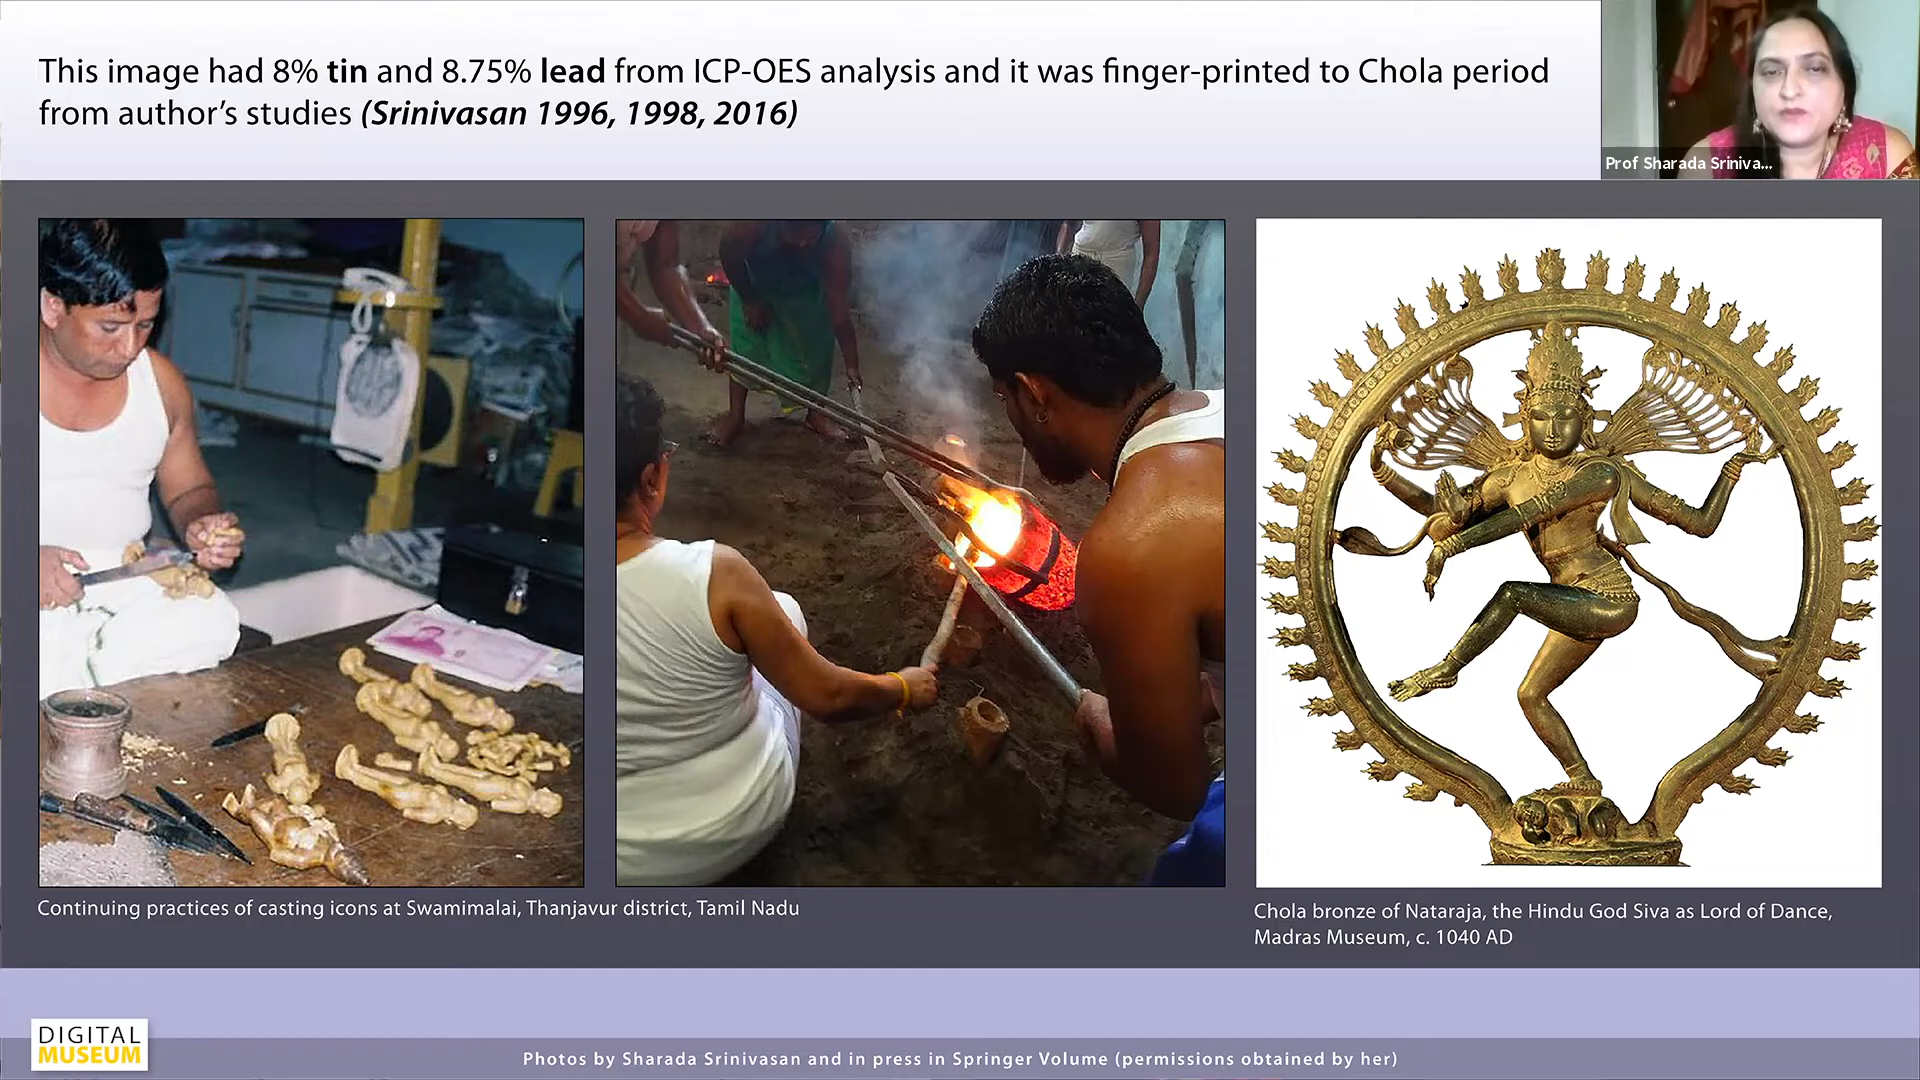 This image had 8% tin and 8.75% lead from ICP-OES analysis and it was finger-printed to Chola period
from author's studies (Srinivasan 1996, 1998, 2016)
Prof Sharada Sriniva...
Continuing practices of casting icons at Swamimalai, Thanjavur district, Tamil Nadu
Chola bronze of Nataraja, the Hindu God Siva as Lord of Dance,
Madras Museum, c. 1040 AD
DIGITAL
MUSEUM
Photos by Sharada Srinivasan and in press in Springer Volume (permissions obtained by her)